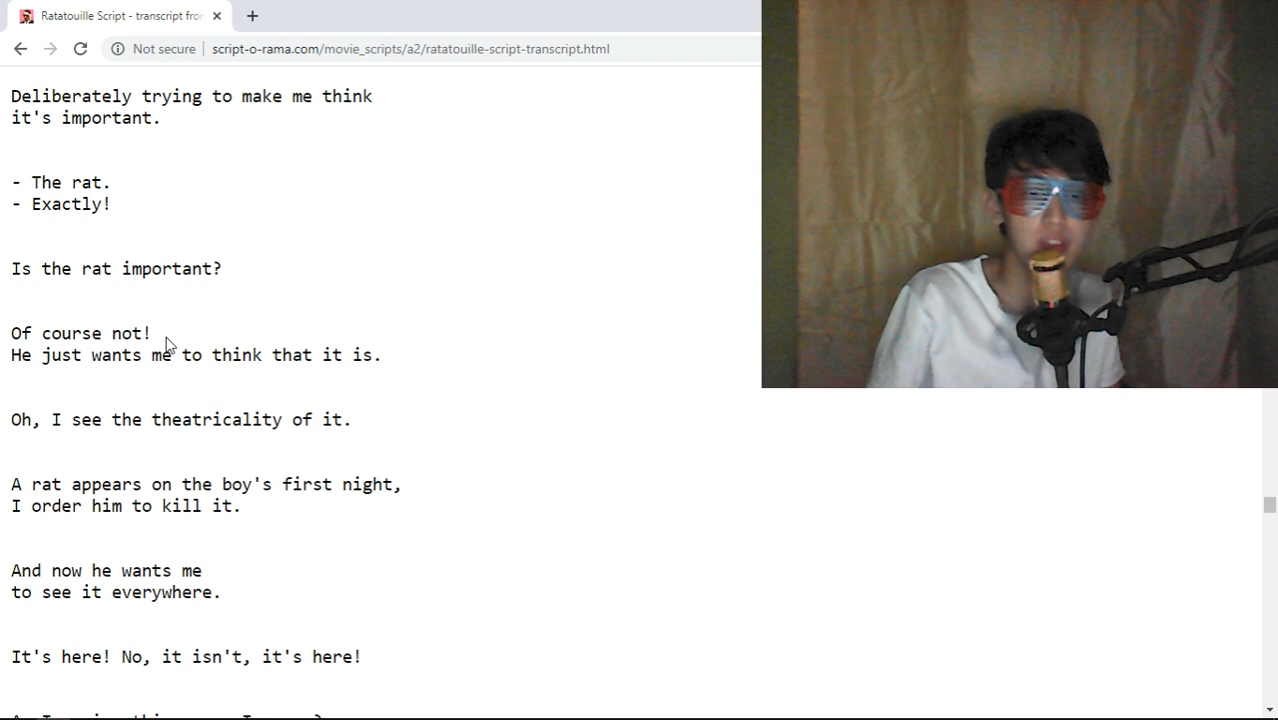 Ratatouille Script - transcript from
Not secure
script-o-rama.com/movie_scripts/a2/ratatouille-script-transcript.html
Deliberately trying to make me think
it's important.
- The rat.
- Exactly!
Is the rat important?
Of course not!
He just wants me to think that it is.
Oh, I see the theatricality of it.
A rat appears on the boy's first night,
I order him to kill it.
And now he wants me
to see it everywhere.
It's here! No, it isn't, it's here!